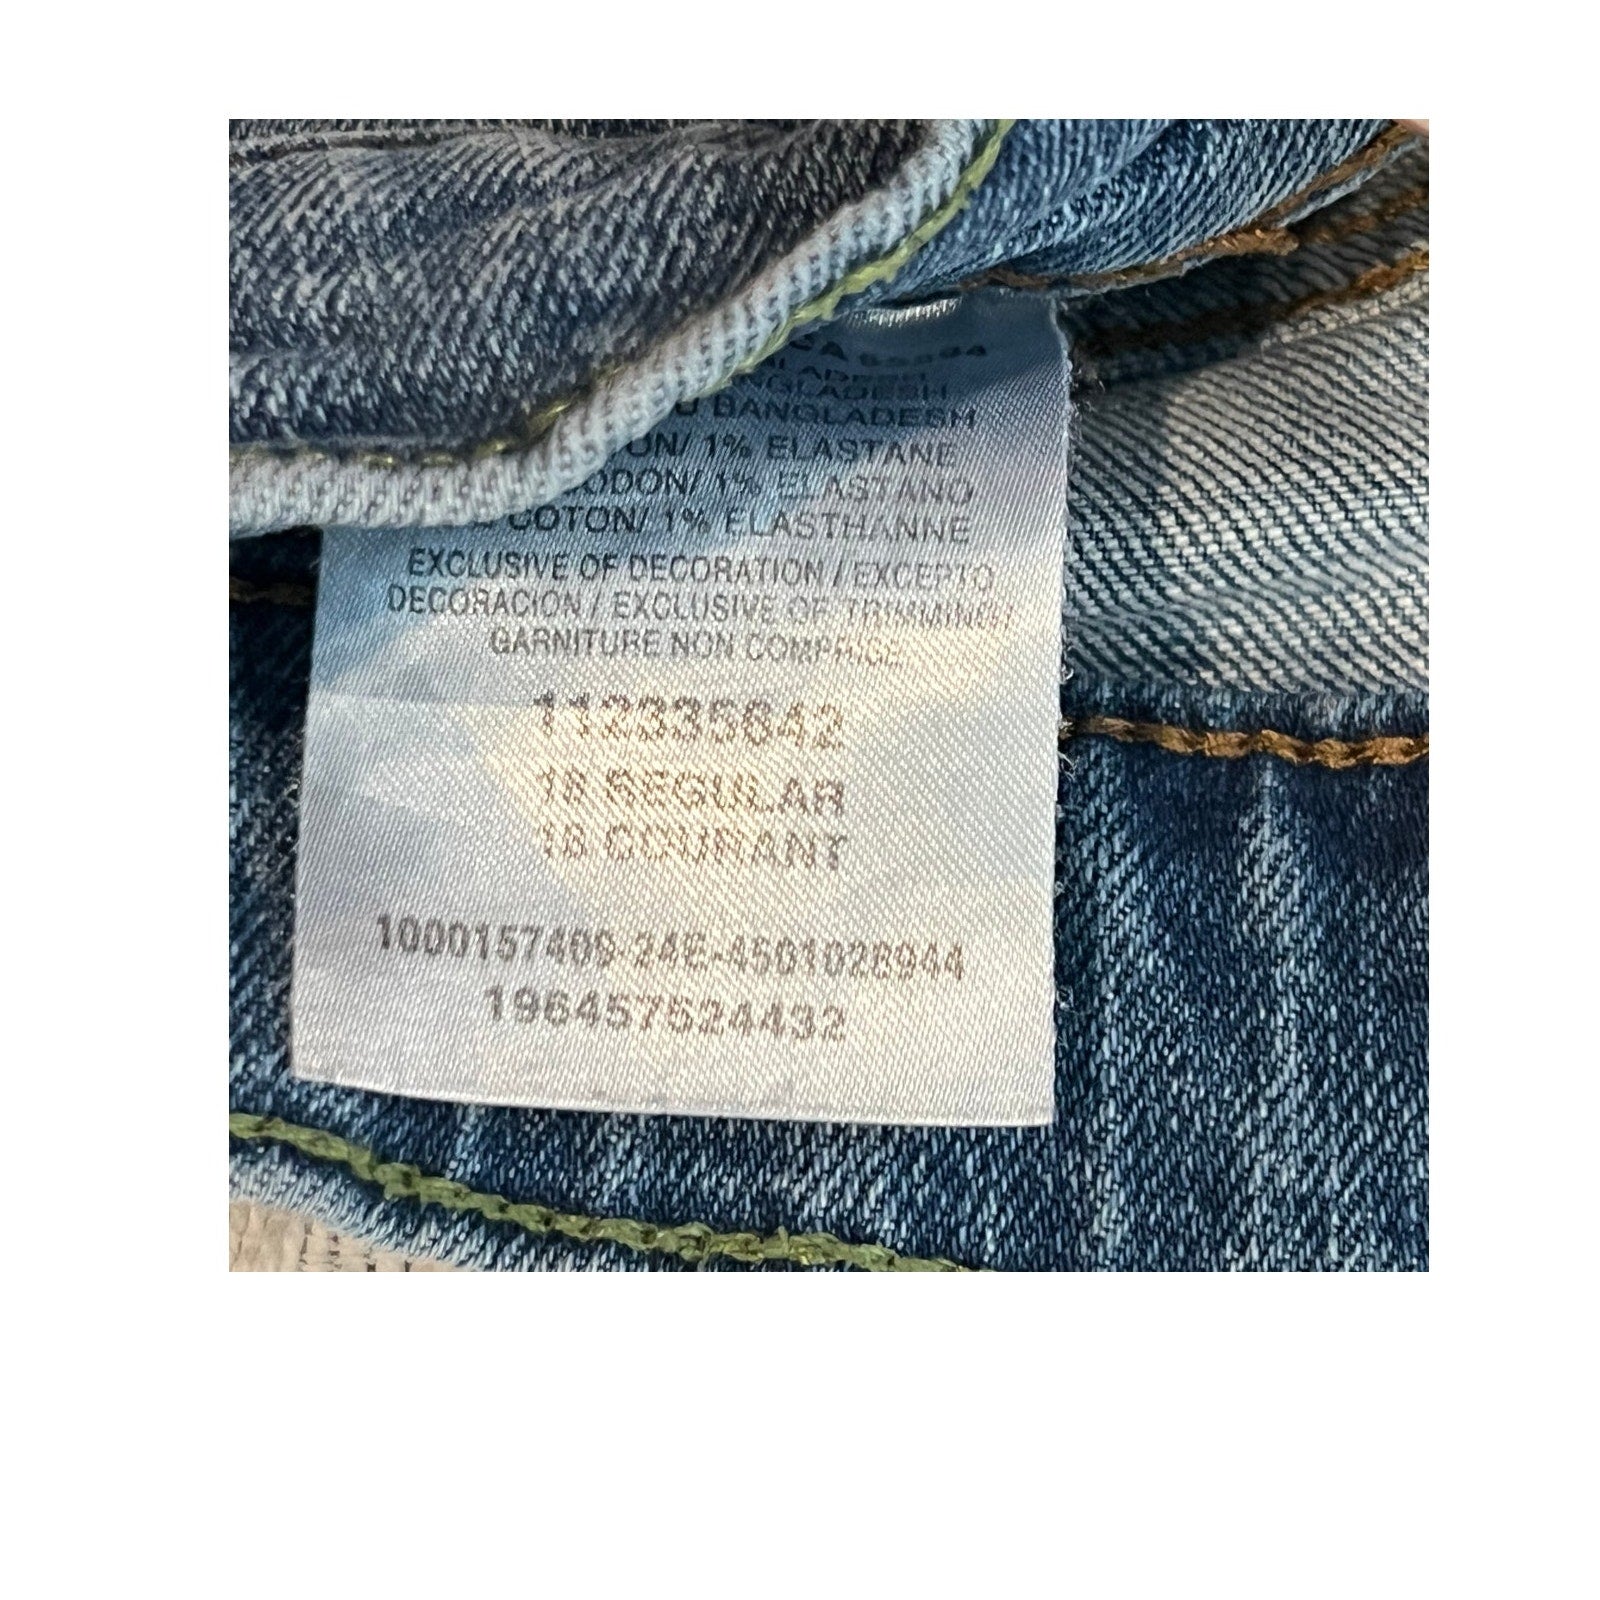 BANGLADESH
U BANGLADESH
ON/ 1% ELASTANE
ODON/ 1% ELASTANO
COTON/ 1% ELASTHANNE
EXCLUSIVE OF DECORATION / EXCEPTO
DECORACION / EXCLUSIVE OF TRIMMING/
GARNITURE NON COMPRISE
112335642
18 REGULAR
18 COURANT
1000157409-24E-4501028944
196457524432